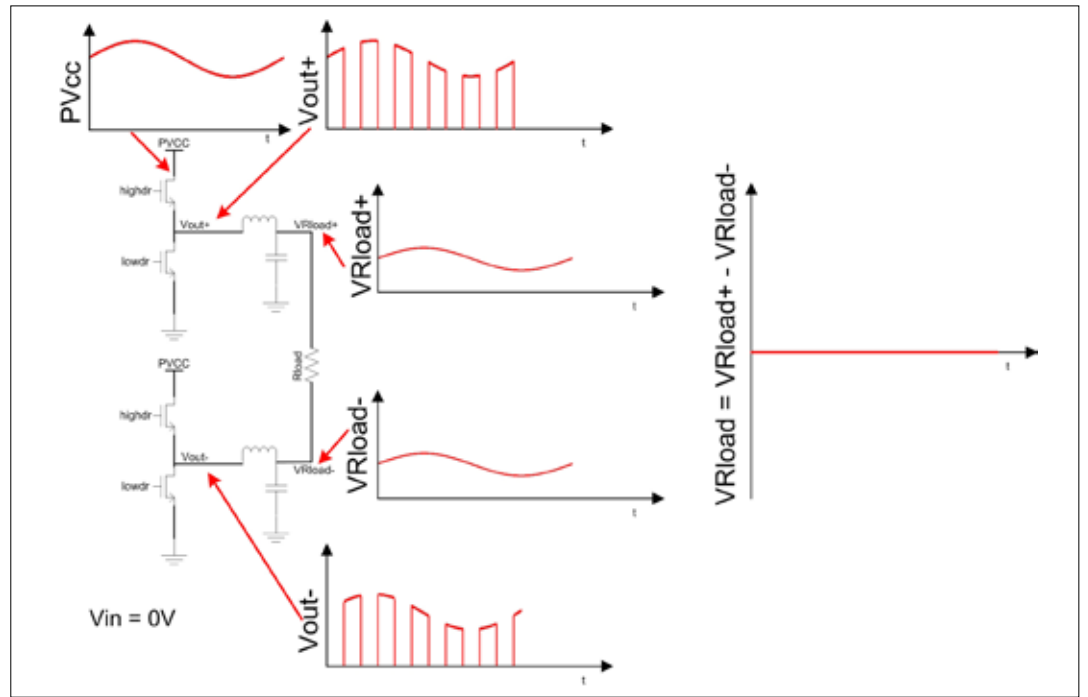 PVcc
t
Vout+
t
PVCC
highdr
Vout+
VRload+
lowdr
VRload+
t
Rload
VRload = VRload+ - VRload-
t
PVCC
highdr
Vout-
VRload-
lowdr
VRload-
t
Vout-
t
Vin = 0V